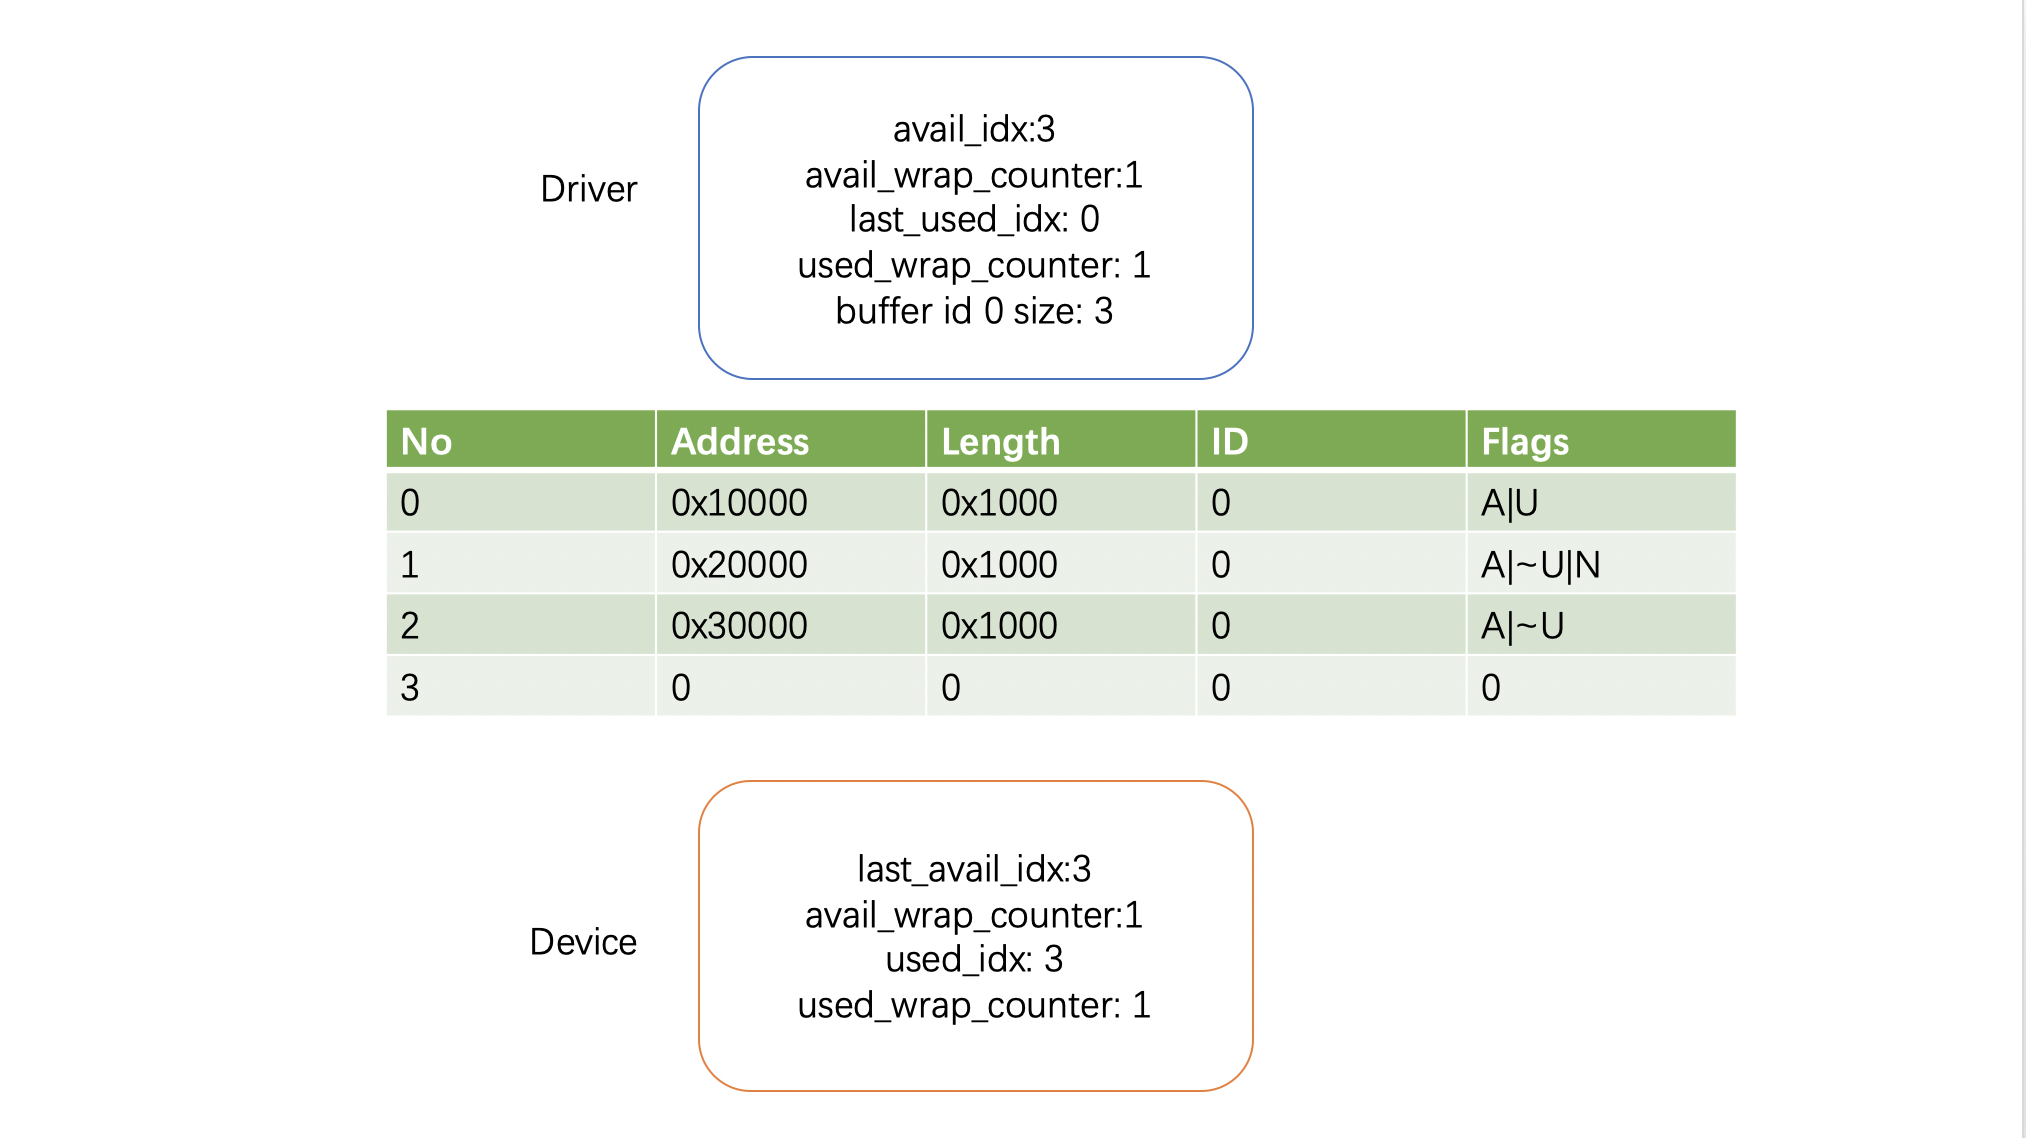 avail_idx:3
avail_wrap_counter:1
Driver
last_used_idx: 0
used_wrap_counter: 1
buffer id 0 size: 3
No Address Length ID Flags
0 0x10000 0x1000 0 A|U
1 0x20000 0x1000 0 A|~U|N
2 0x30000 0x1000 0 A|~U
3 0 0 0 0
last_avail_idx:3
avail_wrap_counter:1
Device
used_idx: 3
used_wrap_counter: 1